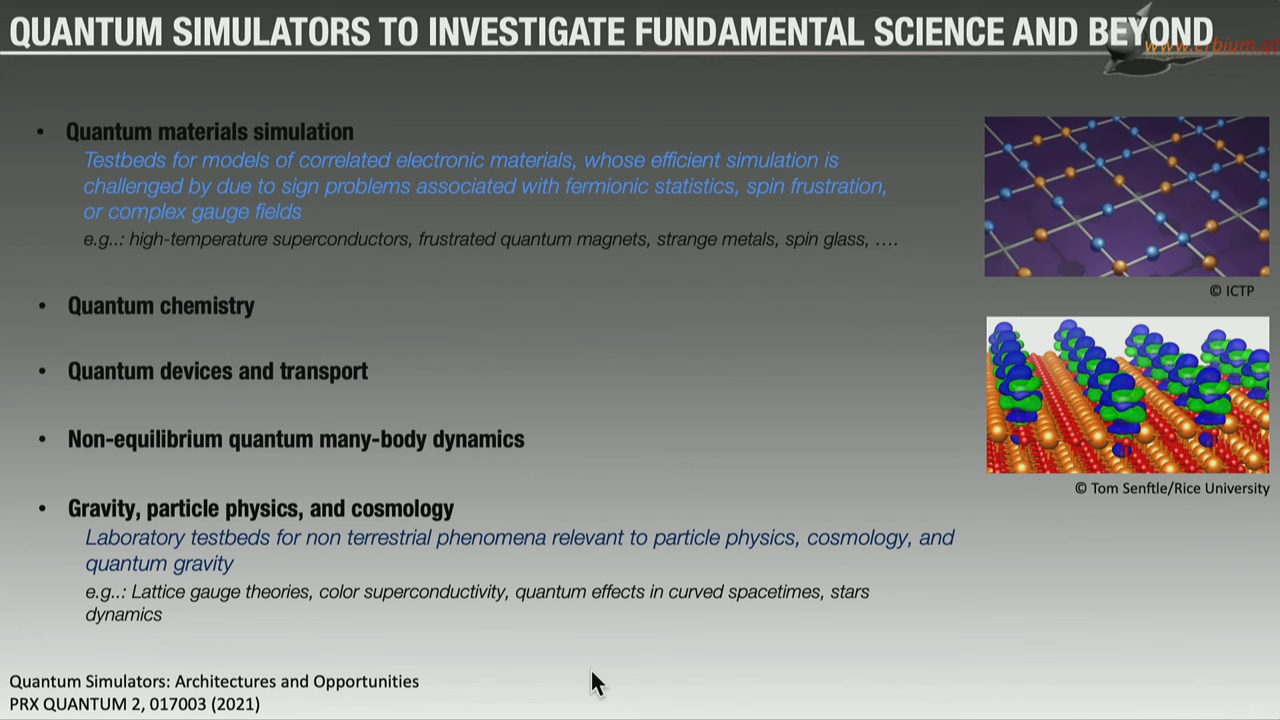 QUANTUM SIMULATORS TO INVESTIGATE FUNDAMENTAL SCIENCE AND BEYOND
www.erbium.at
• Quantum materials simulation
Testbeds for models of correlated electronic materials, whose efficient simulation is
challenged by due to sign problems associated with fermionic statistics, spin frustration,
or complex gauge fields
e.g..: high-temperature superconductors, frustrated quantum magnets, strange metals, spin glass, ….
© ICTP
• Quantum chemistry
• Quantum devices and transport
• Non-equilibrium quantum many-body dynamics
© Tom Senftle/Rice University
• Gravity, particle physics, and cosmology
Laboratory testbeds for non terrestrial phenomena relevant to particle physics, cosmology, and
quantum gravity
e.g..: Lattice gauge theories, color superconductivity, quantum effects in curved spacetimes, stars
dynamics
Quantum Simulators: Architectures and Opportunities
PRX QUANTUM 2, 017003 (2021)